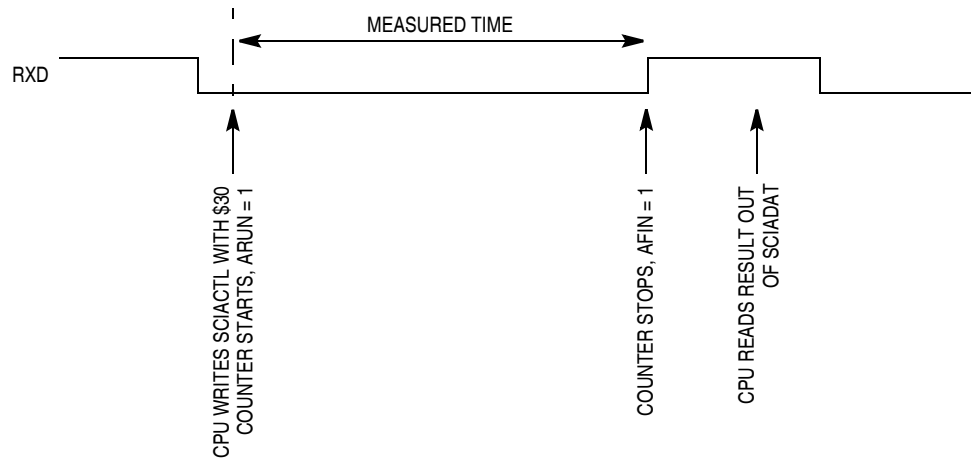 MEASURED TIME
RXD
CPU WRITES SCIACTL WITH $30
COUNTER STARTS, ARUN = 1
COUNTER STOPS, AFIN = 1
CPU READS RESULT OUT
OF SCIADAT